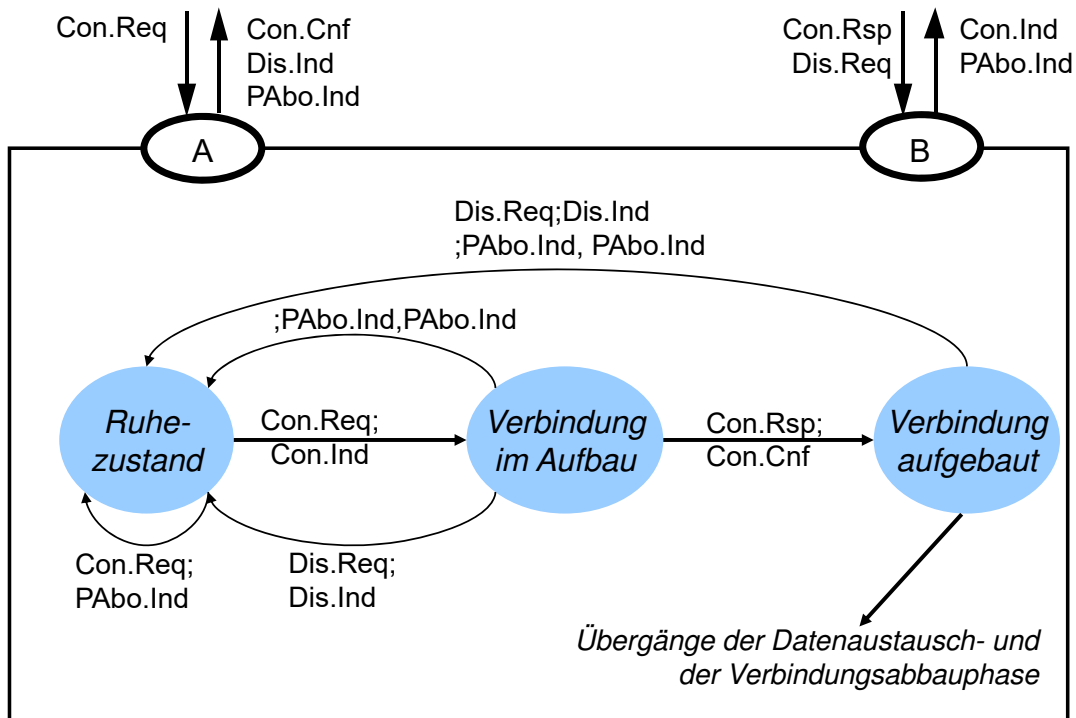 Con.Req
Con.Cnf
Dis.Ind
PAbo.Ind
Con.Rsp
Dis.Req
Con.Ind
PAbo.Ind
A
B
Dis.Req;Dis.Ind
;PAbo.Ind, PAbo.Ind
;PAbo.Ind,PAbo.Ind
Ruhe-
zustand
Con.Req;
Con.Ind
Verbindung
im Aufbau
Con.Rsp;
Con.Cnf
Verbindung
aufgebaut
Con.Req;
PAbo.Ind
Dis.Req;
Dis.Ind
Übergänge der Datenaustausch- und
der Verbindungsabbauphase